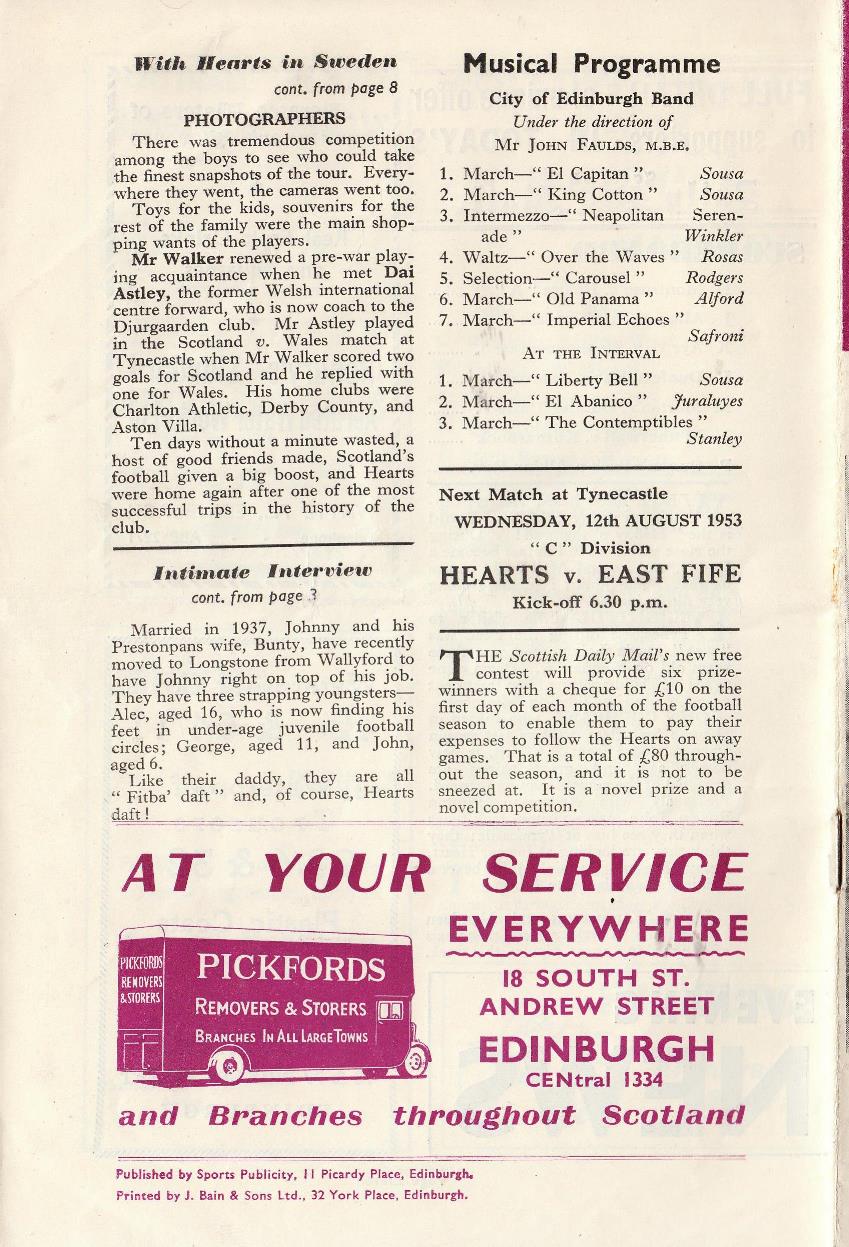 With Hearts in Sweden
cont. from page 8
PHOTOGRAPHERS
There was tremendous competition
among the boys to see who could take
the finest snapshots of the tour. Every-
where they went, the cameras went too.
Toys for the kids, souvenirs for the
rest of the family were the main shop-
ping wants of the players.
Mr Walker renewed a pre-war play-
ing acquaintance when he met Dai
Astley, the former Welsh international
centre forward, who is now coach to the
Djurgaarden club. Mr Astley played
in the Scotland v. Wales match at
Tynecastle when Mr Walker scored two
goals for Scotland and he replied with
one for Wales. His home clubs were
Charlton Athletic, Derby County, and
Aston Villa.
Ten days without a minute wasted, a
host of good friends made, Scotland's
football given a big boost, and Hearts
were home again after one of the most
successful trips in the history of the
club.
Intimate Interview
cont. from page 3
Married in 1937, Johnny and his
Prestonpans wife, Bunty, have recently
moved to Longstone from Wallyford to
have Johnny right on top of his job.
They have three strapping youngsters—
Alec, aged 16, who is now finding his
feet in under-age juvenile football
circles; George, aged 11, and John,
aged 6.
Like their daddy, they are all
" Fitba' daft " and, of course, Hearts
daft !
Musical Programme
City of Edinburgh Band
Under the direction of
Mr JOHN FAULDS, M.B.E.
1. March—" El Capitan " Sousa
2. March—" King Cotton " Sousa
3. Intermezzo—" Neapolitan Seren-
ade " Winkler
4. Waltz—" Over the Waves " Rosas
5. Selection—" Carousel " Rodgers
6. March—" Old Panama " Alford
7. March—" Imperial Echoes "
Safroni
AT THE INTERVAL
1. March—" Liberty Bell " Sousa
2. March—" El Abanico " Juraluyes
3. March—" The Contemptibles "
Stanley
Next Match at Tynecastle
WEDNESDAY, 12th AUGUST 1953
" C " Division
HEARTS v. EAST FIFE
Kick-off 6.30 p.m.
THE Scottish Daily Mail's new free
contest will provide six prize-
winners with a cheque for £10 on the
first day of each month of the football
season to enable them to pay their
expenses to follow the Hearts on away
games. That is a total of £80 through-
out the season, and it is not to be
sneezed at. It is a novel prize and a
novel competition.
AT YOUR SERVICE
EVERYWHERE
PICKFORDS
REMOVERS
& STORERS
PICKFORDS
REMOVERS & STORERS
BRANCHES IN ALL LARGE TOWNS
18 SOUTH ST.
ANDREW STREET
EDINBURGH
CENtral 1334
and Branches throughout Scotland
Published by Sports Publicity, 11 Picardy Place, Edinburgh.
Printed by J. Bain & Sons Ltd., 32 York Place, Edinburgh.